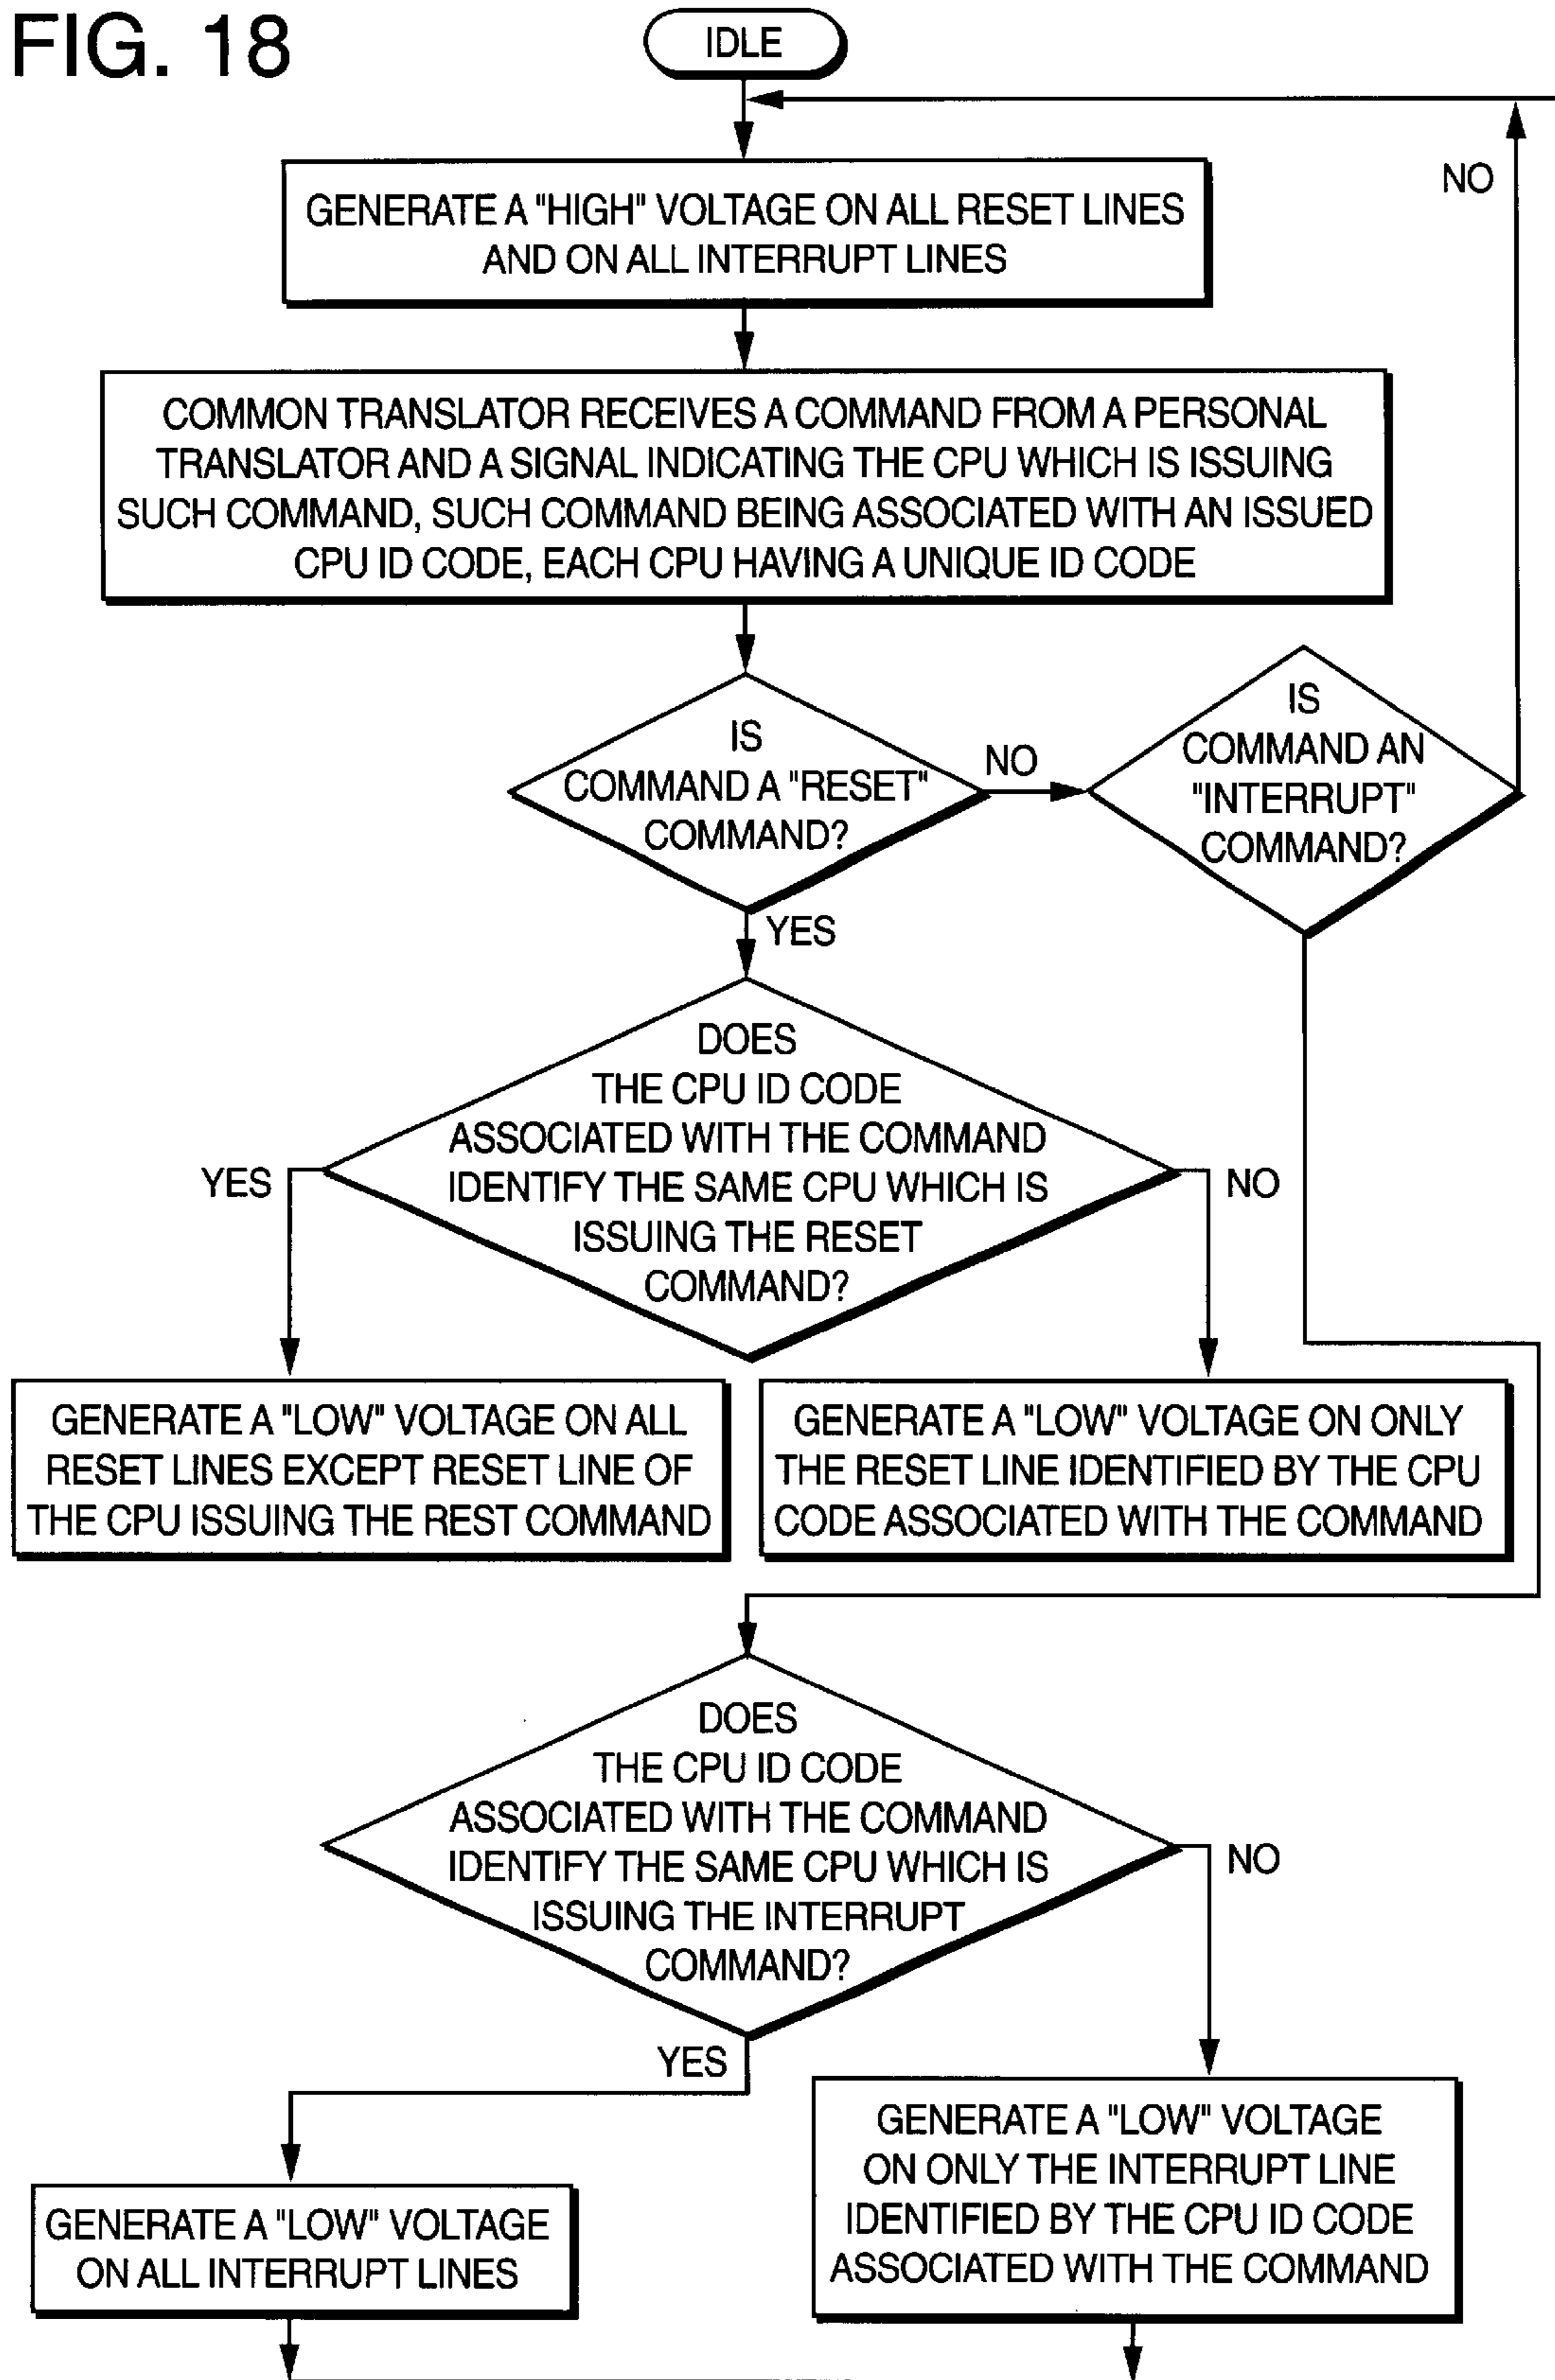 FIG. 18
IDLE
GENERATE A "HIGH" VOLTAGE ON ALL RESET LINES
AND ON ALL INTERRUPT LINES
NO
COMMON TRANSLATOR RECEIVES A COMMAND FROM A PERSONAL
TRANSLATOR AND A SIGNAL INDICATING THE CPU WHICH IS ISSUING
SUCH COMMAND, SUCH COMMAND BEING ASSOCIATED WITH AN ISSUED
CPU ID CODE, EACH CPU HAVING A UNIQUE ID CODE
IS
COMMAND A "RESET"
COMMAND?
NO
IS
COMMAND AN
"INTERRUPT"
COMMAND?
YES
DOES
THE CPU ID CODE
ASSOCIATED WITH THE COMMAND
IDENTIFY THE SAME CPU WHICH IS
ISSUING THE RESET
COMMAND?
YES
NO
GENERATE A "LOW" VOLTAGE ON ALL
RESET LINES EXCEPT RESET LINE OF
THE CPU ISSUING THE REST COMMAND
GENERATE A "LOW" VOLTAGE ON ONLY
THE RESET LINE IDENTIFIED BY THE CPU
CODE ASSOCIATED WITH THE COMMAND
DOES
THE CPU ID CODE
ASSOCIATED WITH THE COMMAND
IDENTIFY THE SAME CPU WHICH IS
ISSUING THE INTERRUPT
COMMAND?
NO
YES
GENERATE A "LOW" VOLTAGE
ON ALL INTERRUPT LINES
GENERATE A "LOW" VOLTAGE
ON ONLY THE INTERRUPT LINE
IDENTIFIED BY THE CPU ID CODE
ASSOCIATED WITH THE COMMAND